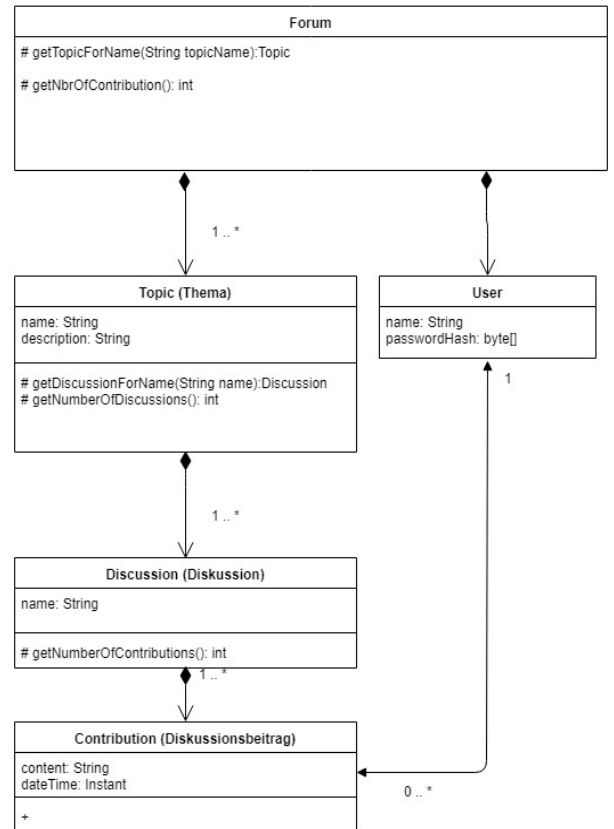 Forum
# getTopicForName(String topicName):Topic
# getNbrOfContribution(): int
1 .. *
Topic (Thema)
name: String
description: String
# getDiscussionForName(String name):Discussion
# getNumberOfDiscussions(): int
User
name: String
passwordHash: byte[]
1
1 .. *
Discussion (Diskussion)
name: String
# getNumberOfContributions(): int
1 .. *
Contribution (Diskussionsbeitrag)
content: String
dateTime: Instant
+
0 .. *